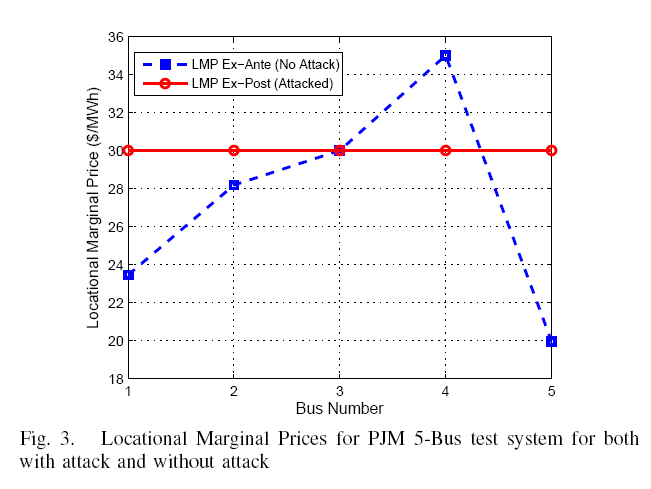 36
34
32
30
28
26
24
22
20
18
Locational Marginal Price ($/MWh)
LMP Ex−Ante (No Attack)
LMP Ex−Post (Attacked)
1 2 3 4 5
Bus Number
Fig. 3. Locational Marginal Prices for PJM 5-Bus test system for both
with attack and without attack